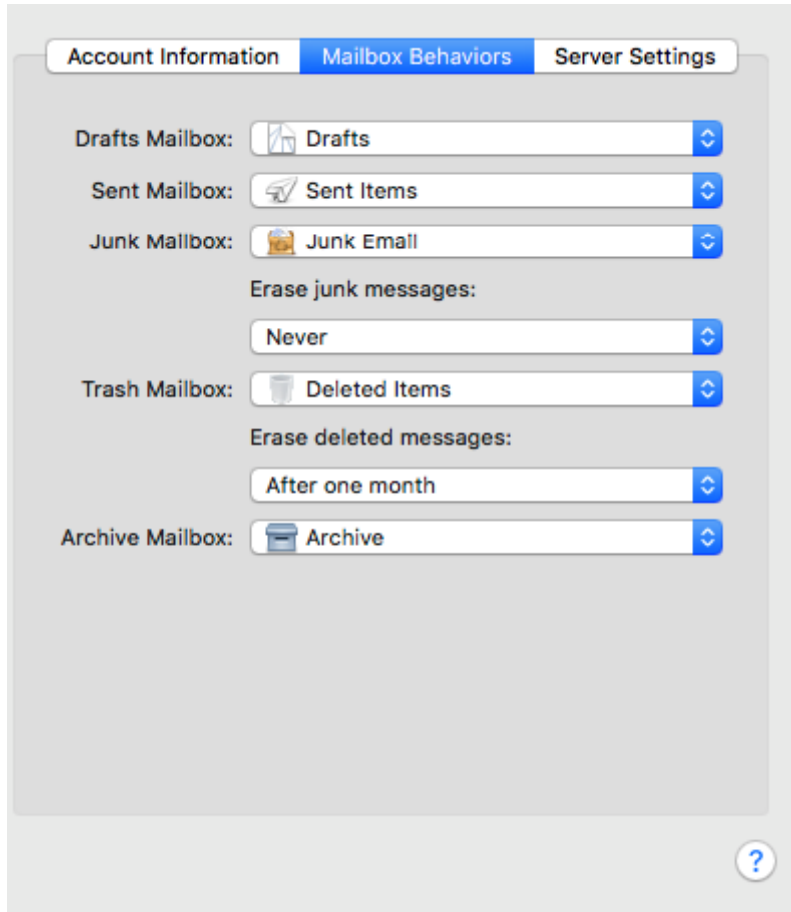 Account Information Mailbox Behaviors Server Settings
Drafts Mailbox: Drafts
Sent Mailbox: Sent Items
Junk Mailbox: Junk Email
Erase junk messages:
Never
Trash Mailbox: Deleted Items
Erase deleted messages:
After one month
Archive Mailbox: Archive
?